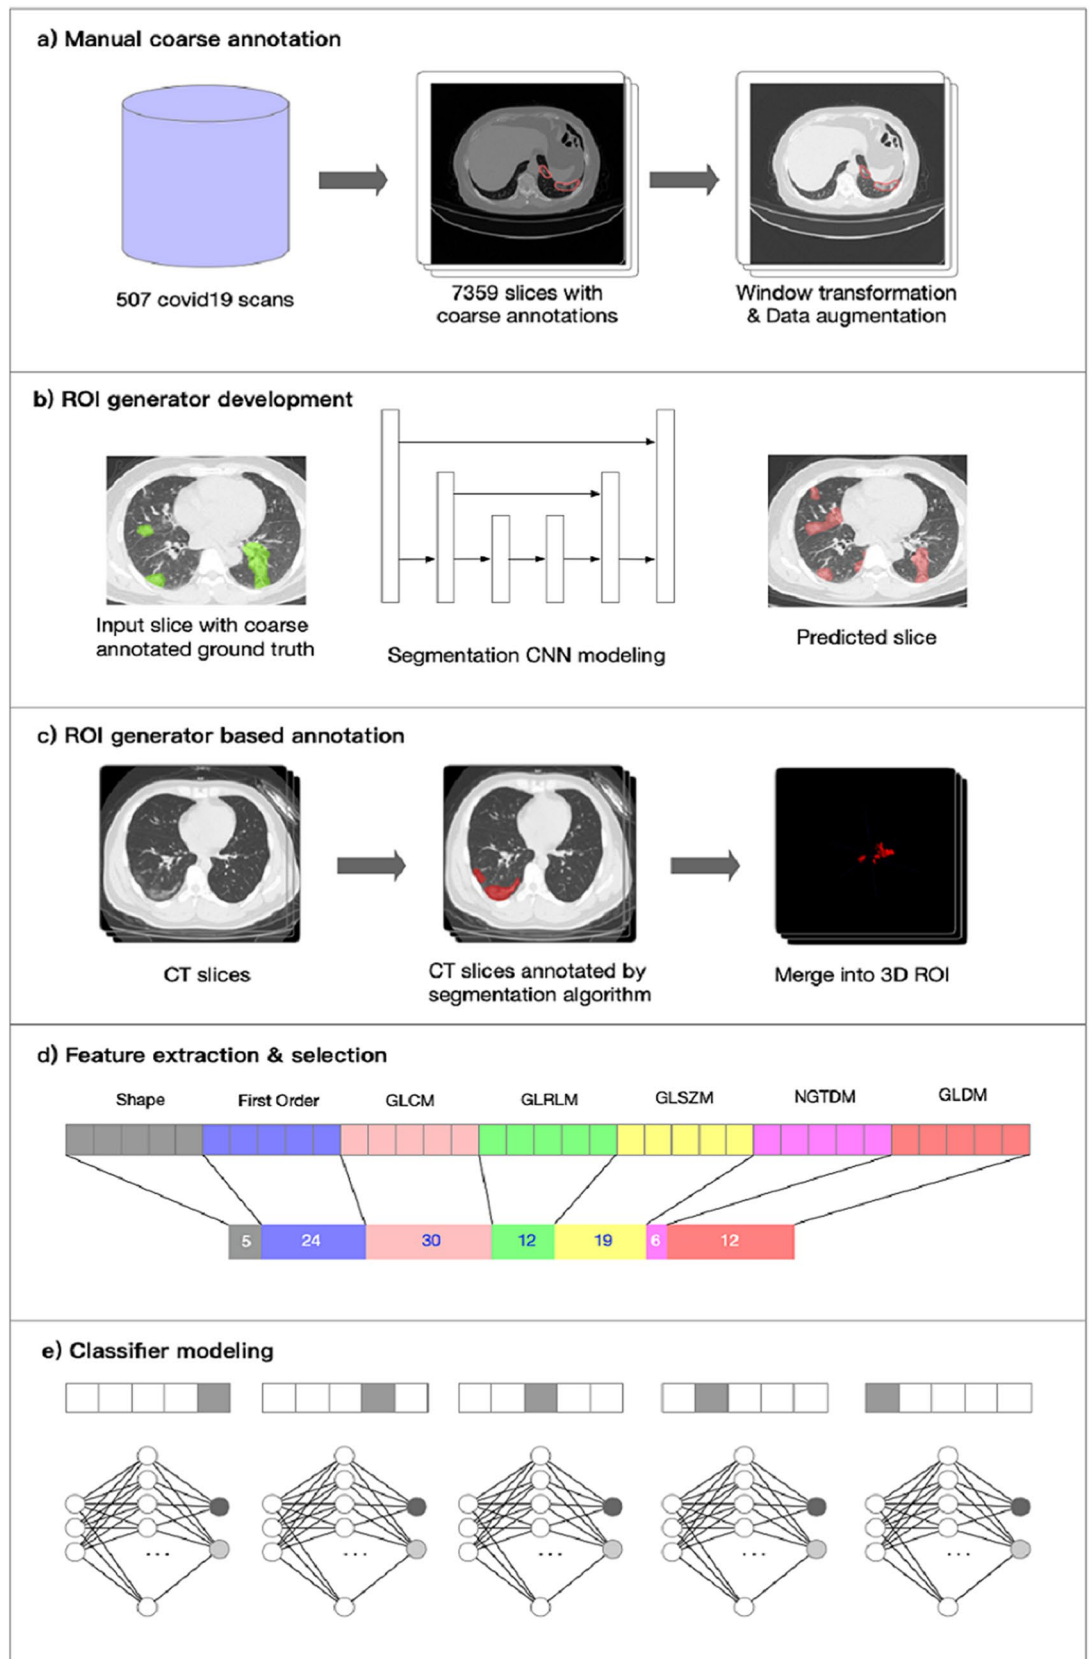 a) Manual coarse annotation
507 covid19 scans
7359 slices with
coarse annotations
Window transformation
& Data augmentation
b) ROI generator development
Input slice with coarse
annotated ground truth
Segmentation CNN modeling
Predicted slice
c) ROI generator based annotation
CT slices
CT slices annotated by
segmentation algorithm
Merge into 3D ROI
d) Feature extraction & selection
Shape First Order GLCM GLRLM GLSZM NGTDM GLDM
5 24 30 12 19 6 12
e) Classifier modeling
...
...
...
...
...